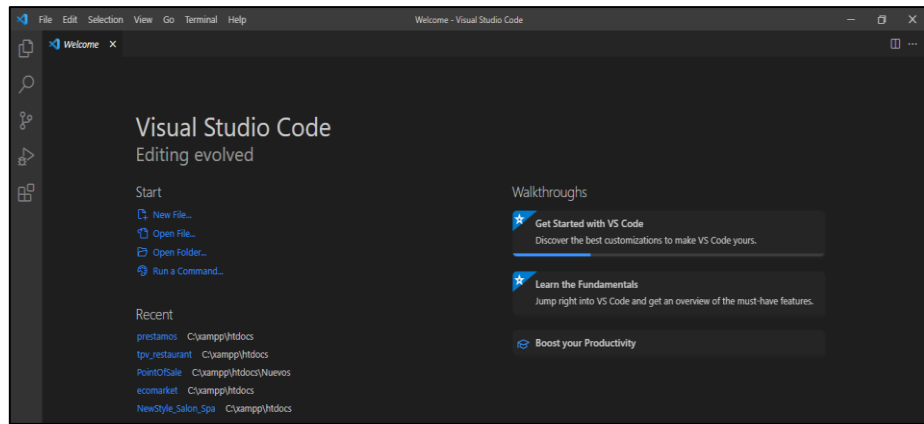 File Edit Selection View Go Terminal Help
Welcome - Visual Studio Code
Welcome
Visual Studio Code
Editing evolved
Start
New File...
Open File...
Open Folder...
Run a Command...
Recent
prestamos C:\xampp\htdocs
tpv_restaurant C:\xampp\htdocs
PointOfSale C:\xampp\htdocs\Nuevos
ecomarket C:\xampp\htdocs
NewStyle_Salon_Spa C:\xampp\htdocs
Walkthroughs
Get Started with VS Code
Discover the best customizations to make VS Code yours.
Learn the Fundamentals
Jump right into VS Code and get an overview of the must-have features.
Boost your Productivity